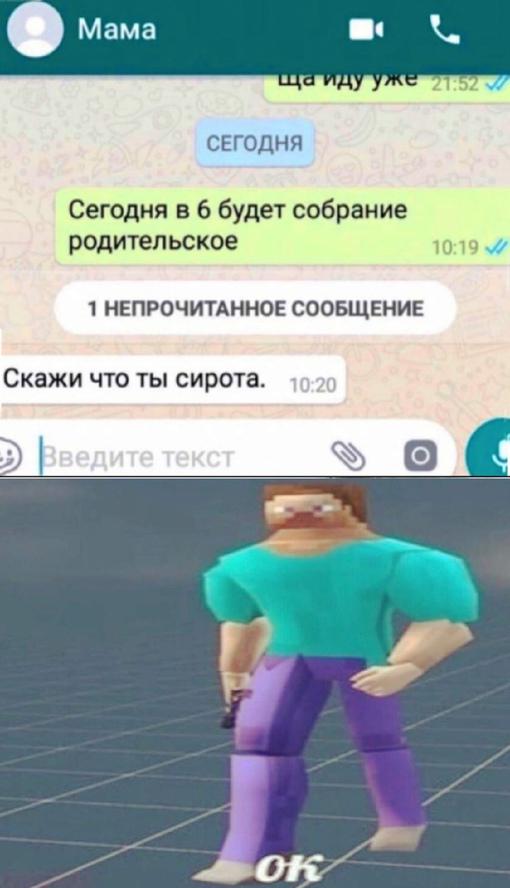 Мама
Ща иду уже 21:52
СЕГОДНЯ
Сегодня в 6 будет собрание
родительское 10:19
1 НЕПРОЧИТАННОЕ СООБЩЕНИЕ
Скажи что ты сирота. 10:20
Введите текст
ок